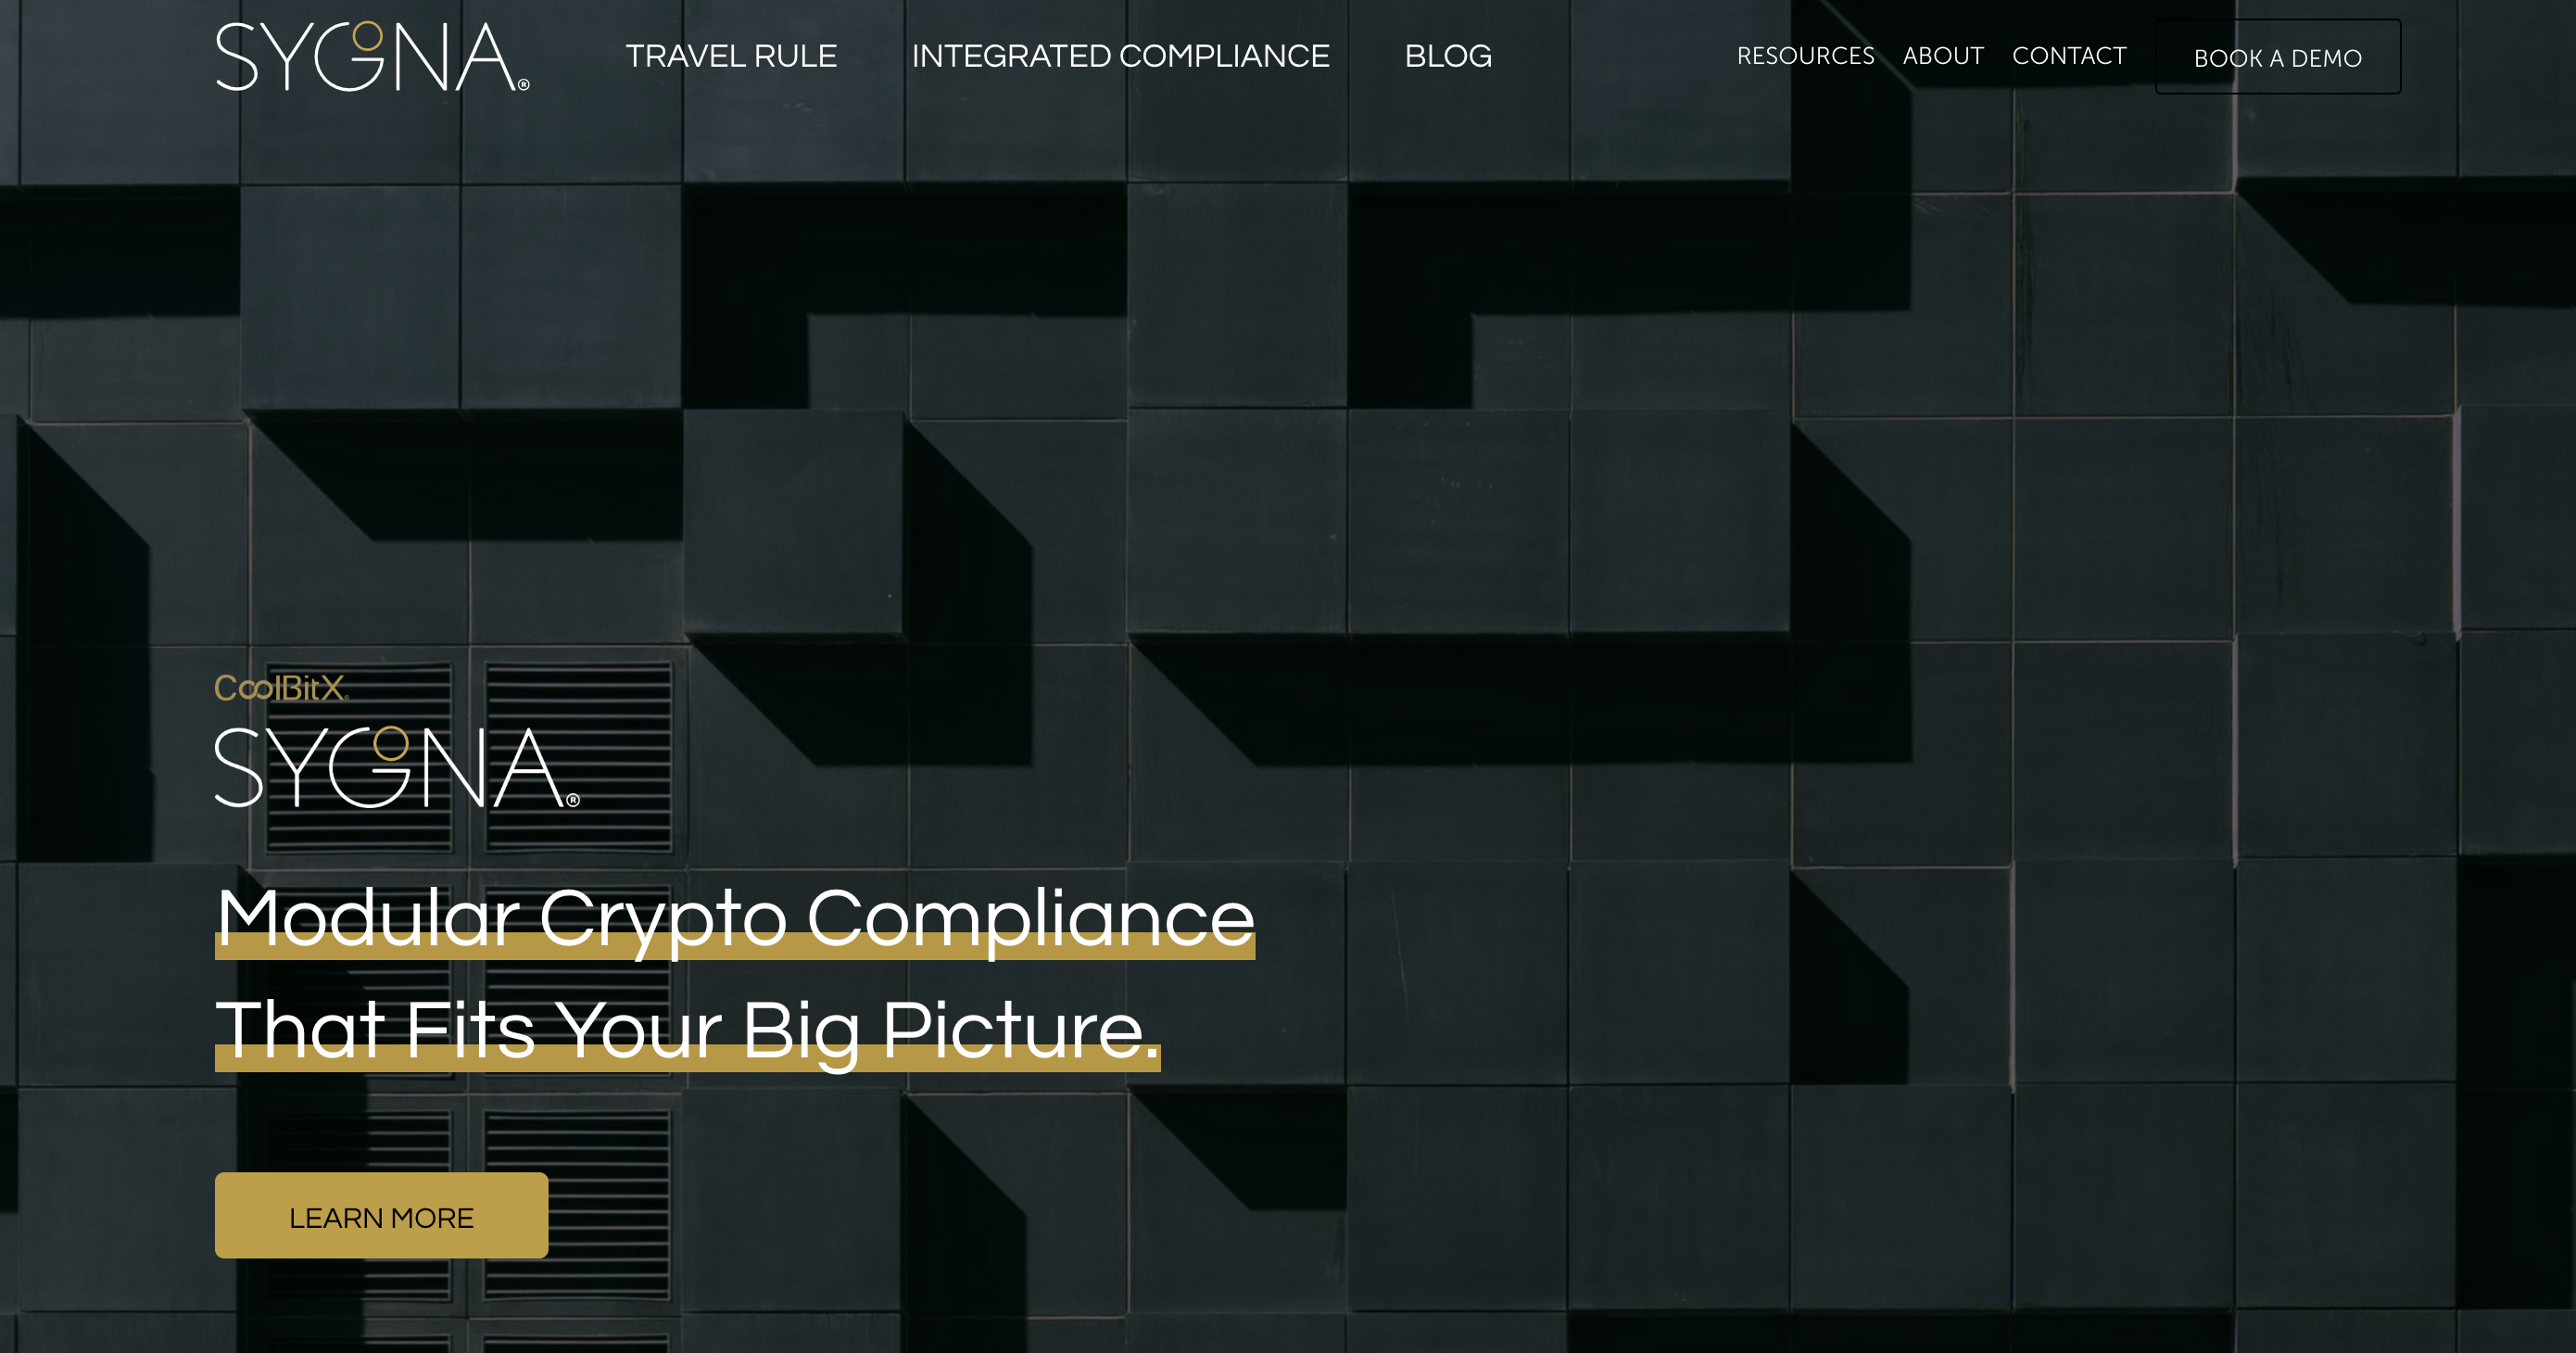 SYGNA®
TRAVEL RULE
INTEGRATED COMPLIANCE
BLOG
RESOURCES
ABOUT
CONTACT
BOOK A DEMO
CoolBitX®
SYGNA®
Modular Crypto Compliance
That Fits Your Big Picture.
LEARN MORE